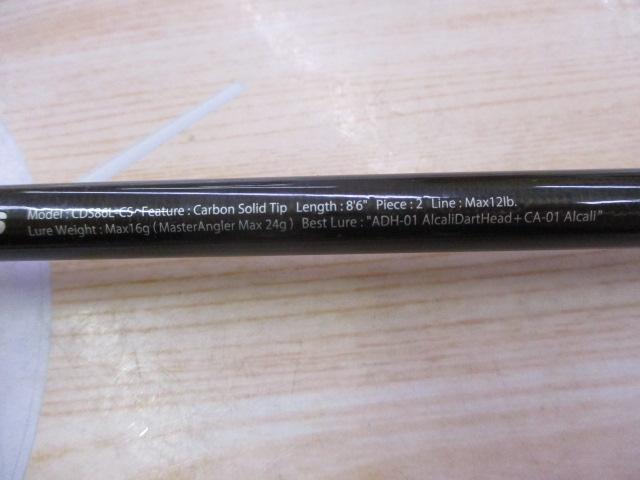 S
Model : CDS86L-CS Feature : Carbon Solid Tip Length : 8'6" Piece : 2 Line : Max12lb.
Lure Weight : Max16g ( MasterAngler Max 24g ) Best Lure : "ADH-01 AlcaliDartHead + CA-01 Alcali"